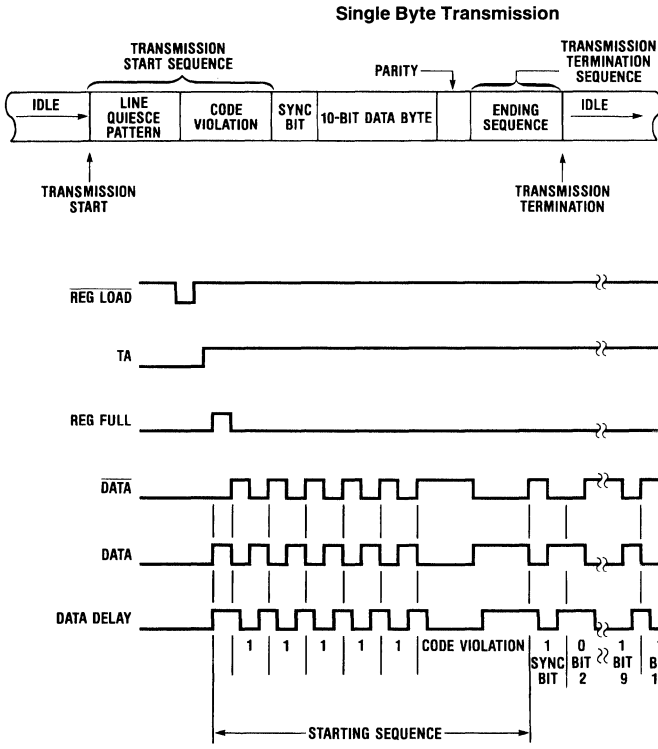 Single Byte Transmission
TRANSMISSION
START SEQUENCE
PARITY
TRANSMISSION
TERMINATION
SEQUENCE
IDLE
LINE
QUIESCE
PATTERN
CODE
VIOLATION
SYNC
BIT
10-BIT DATA BYTE
ENDING
SEQUENCE
IDLE
TRANSMISSION
START
TRANSMISSION
TERMINATION
REG LOAD
TA
REG FULL
DATA
DATA
DATA DELAY
1 1 1 1 1 CODE VIOLATION 1 0 1
SYNC BIT BIT B
BIT 2 9 1
STARTING SEQUENCE